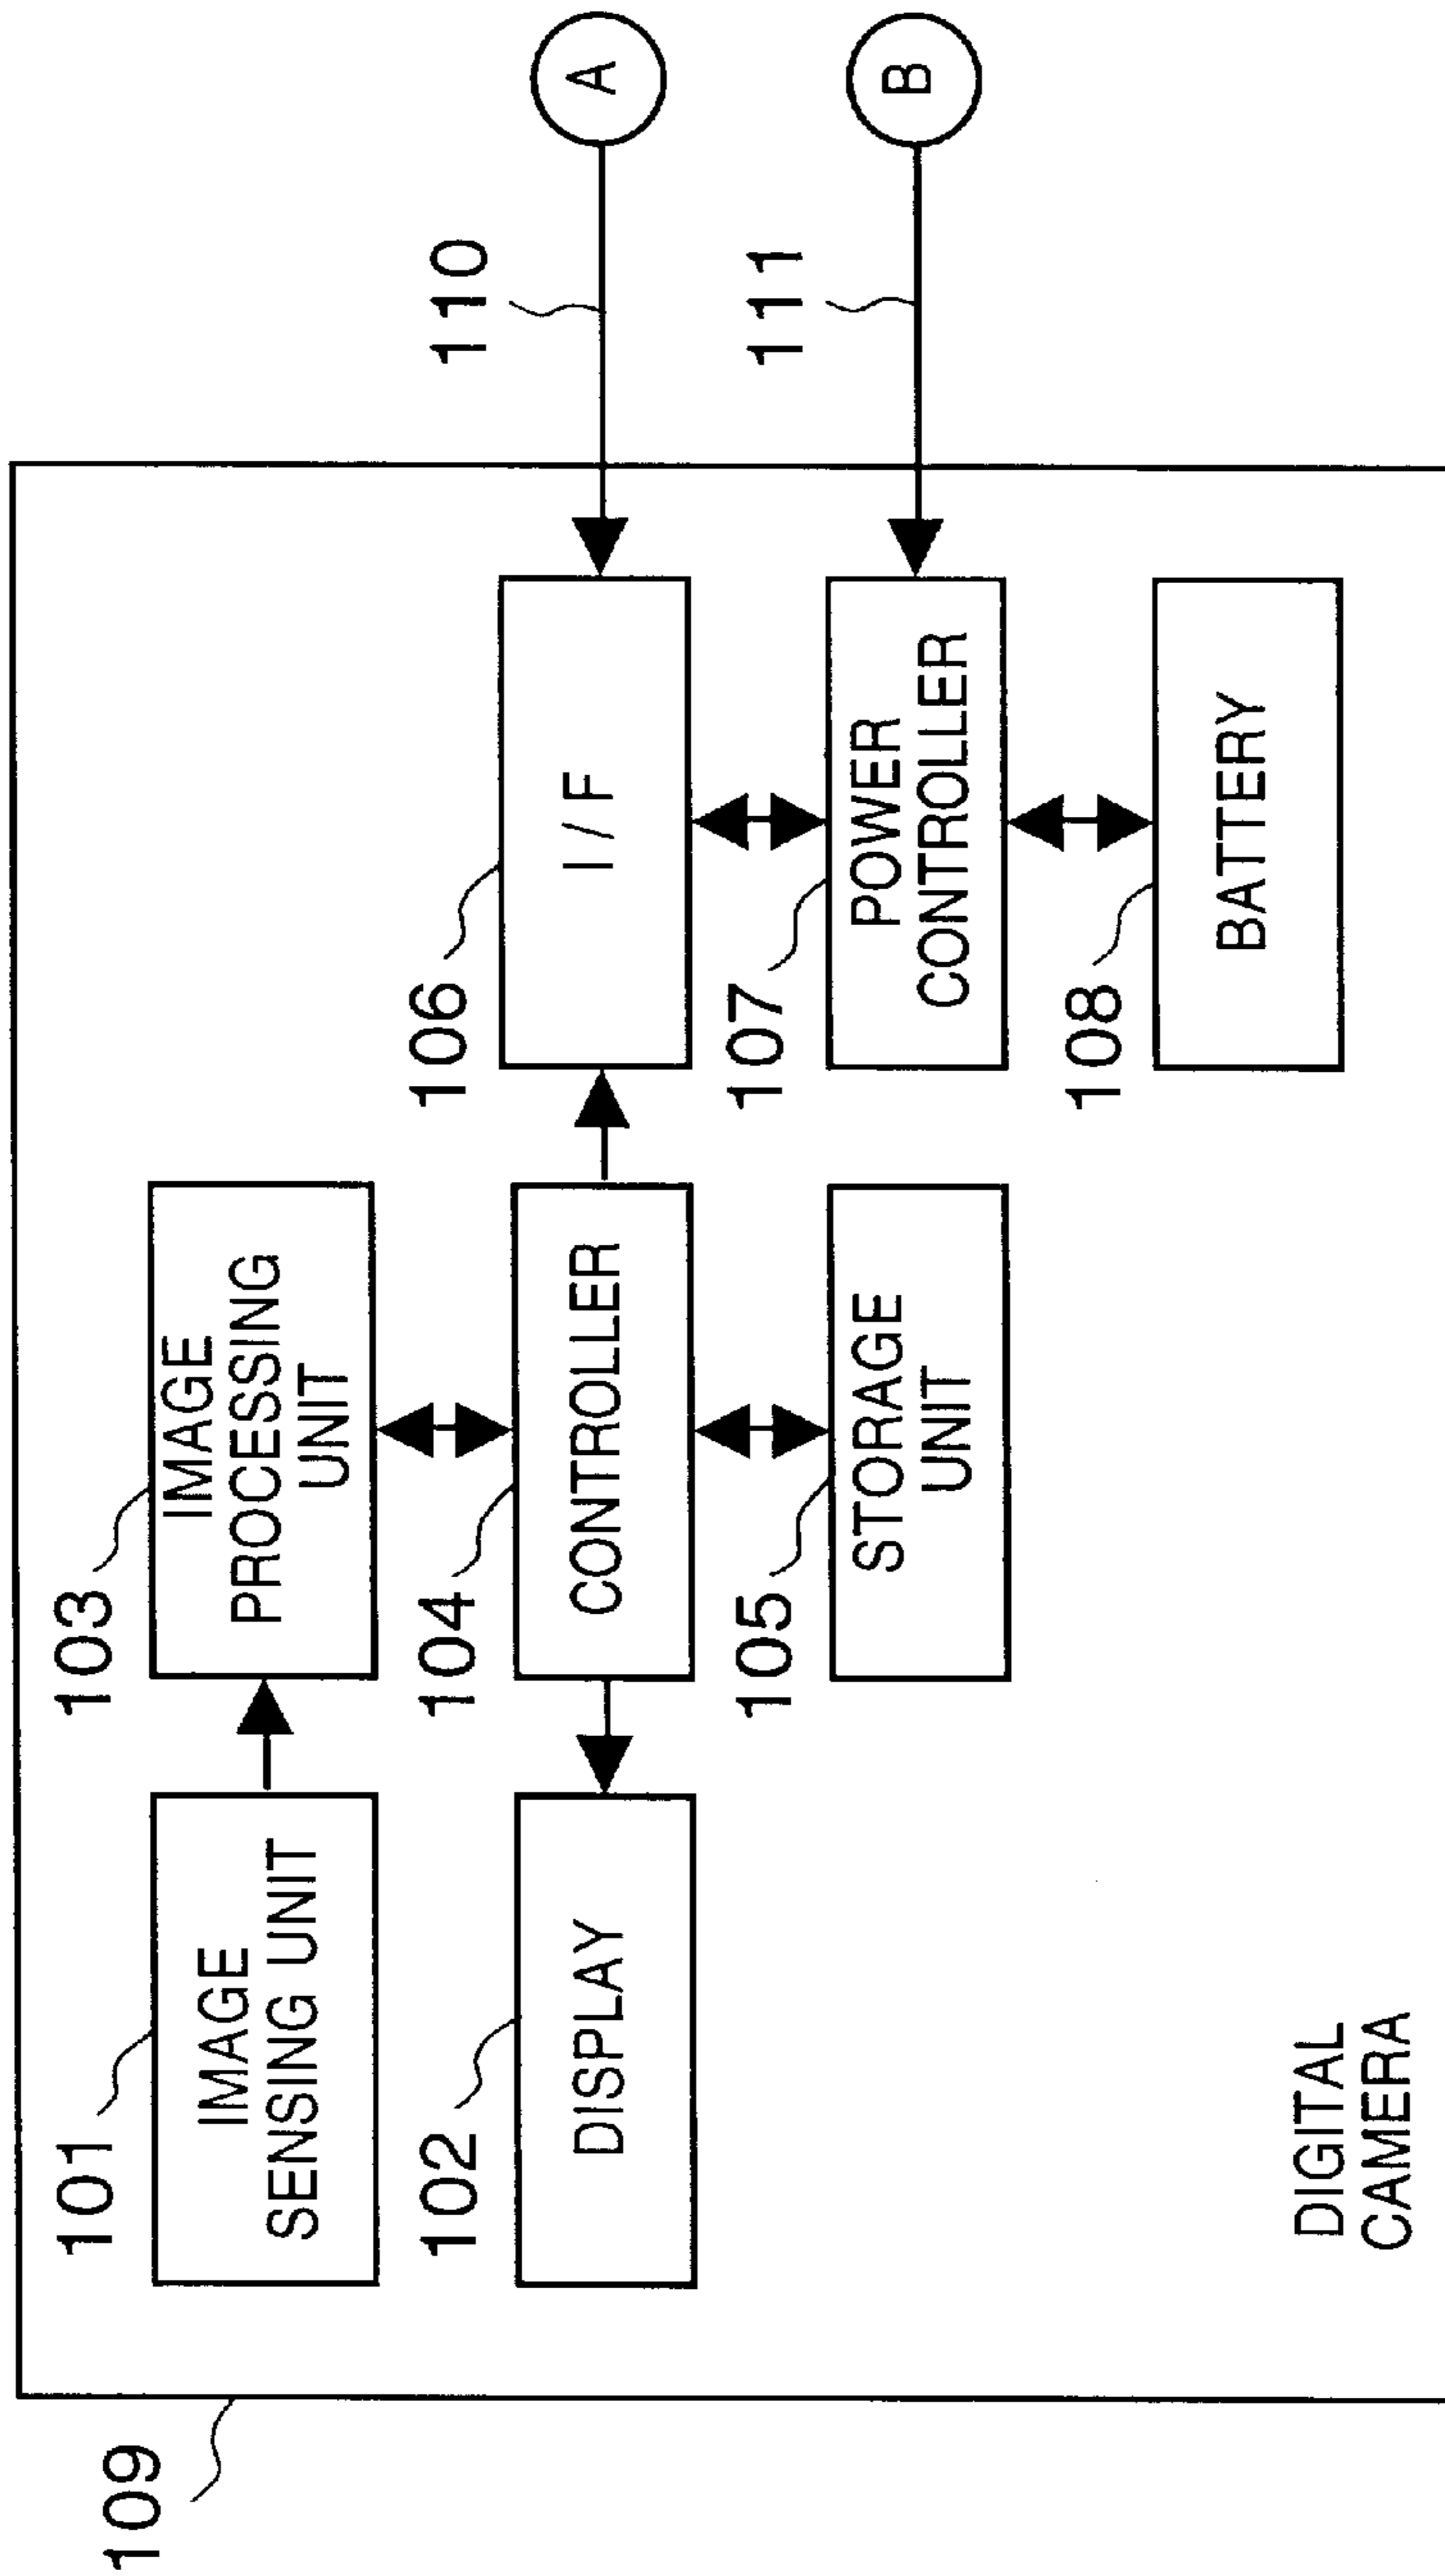 109
101
IMAGE
SENSING UNIT
103
IMAGE
PROCESSING
UNIT
102
DISPLAY
104
CONTROLLER
106
I / F
110
A
105
STORAGE
UNIT
107
POWER
CONTROLLER
111
B
108
BATTERY
DIGITAL
CAMERA